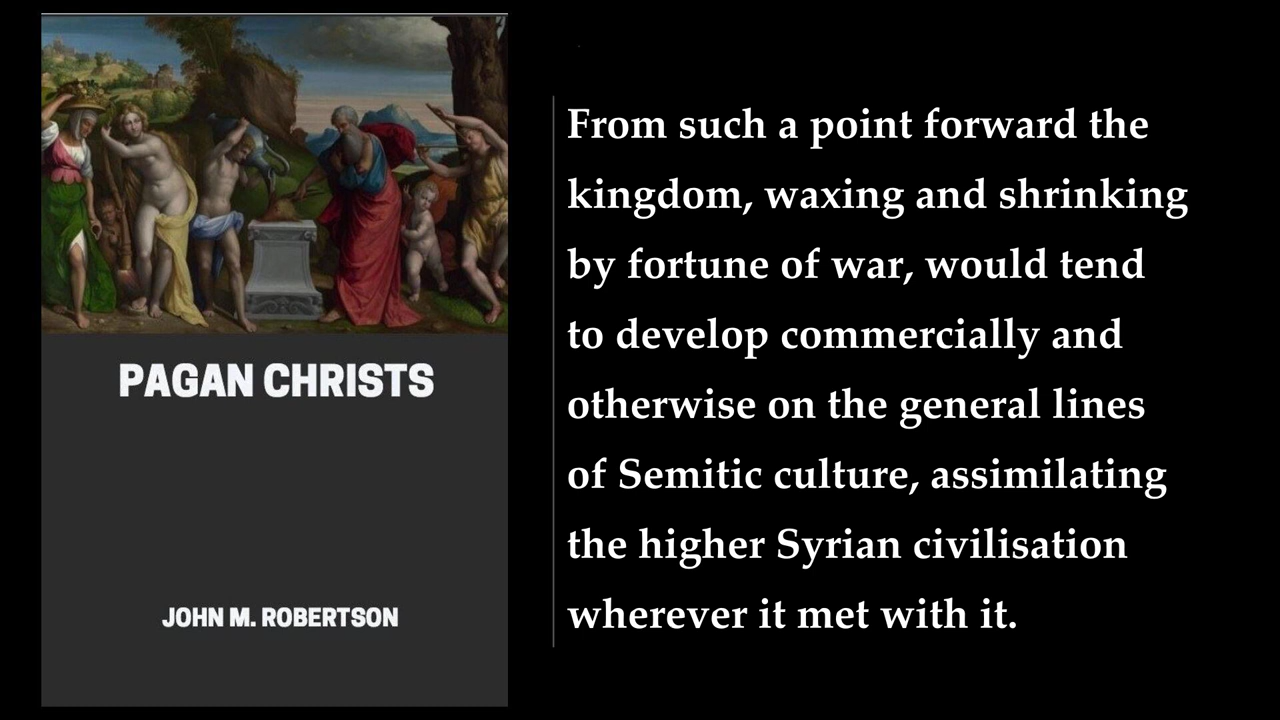 PAGAN CHRISTS
JOHN M. ROBERTSON
From such a point forward the
kingdom, waxing and shrinking
by fortune of war, would tend
to develop commercially and
otherwise on the general lines
of Semitic culture, assimilating
the higher Syrian civilisation
wherever it met with it.